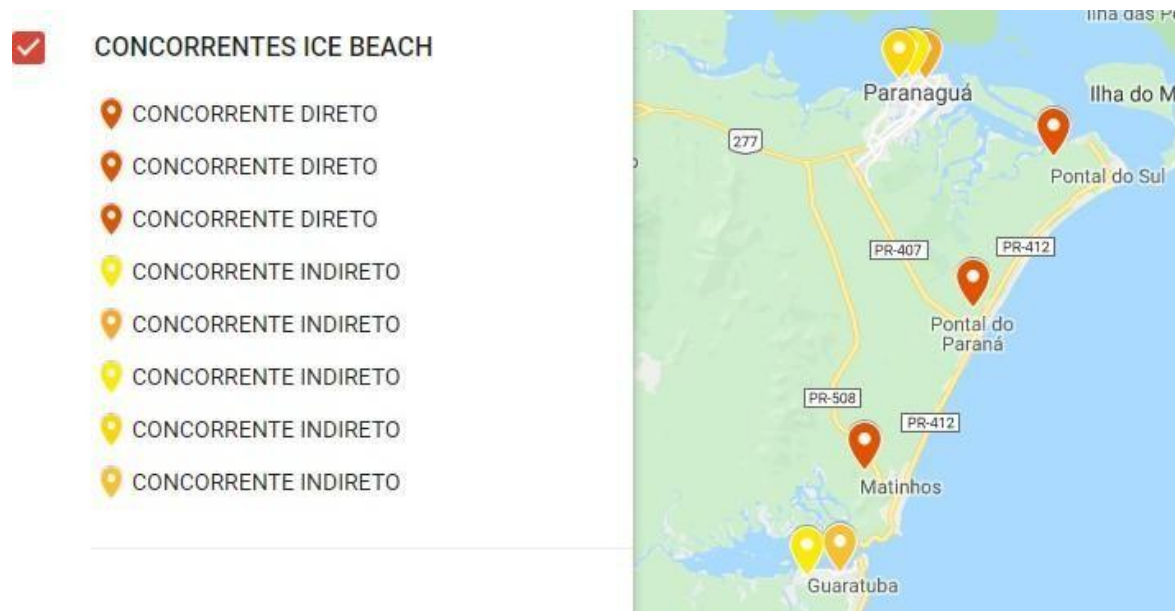 CONCORRENTES ICE BEACH
CONCORRENTE DIRETO
CONCORRENTE DIRETO
CONCORRENTE DIRETO
CONCORRENTE INDIRETO
CONCORRENTE INDIRETO
CONCORRENTE INDIRETO
CONCORRENTE INDIRETO
CONCORRENTE INDIRETO
Ilha das
Paranaguá
Ilha do M
277
Pontal do Sul
PR-407
PR-412
Pontal do
Paraná
PR-508
PR-412
Matinhos
Guaratuba